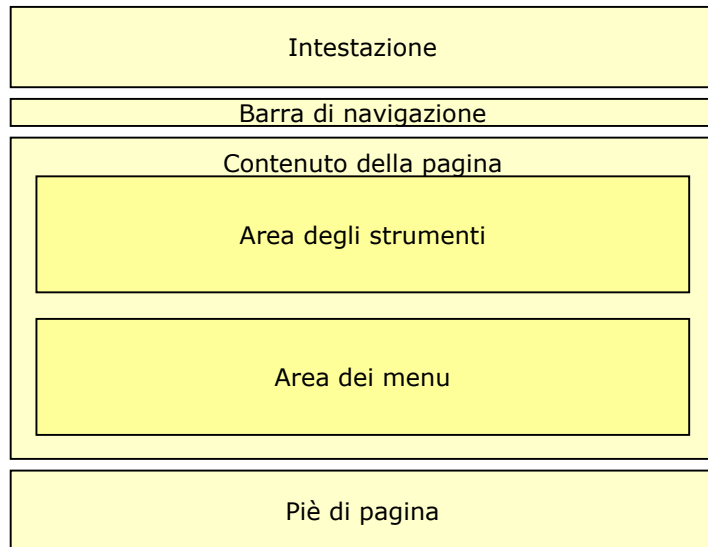 Intestazione
Barra di navigazione
Contenuto della pagina
Area degli strumenti
Area dei menu
Piè di pagina